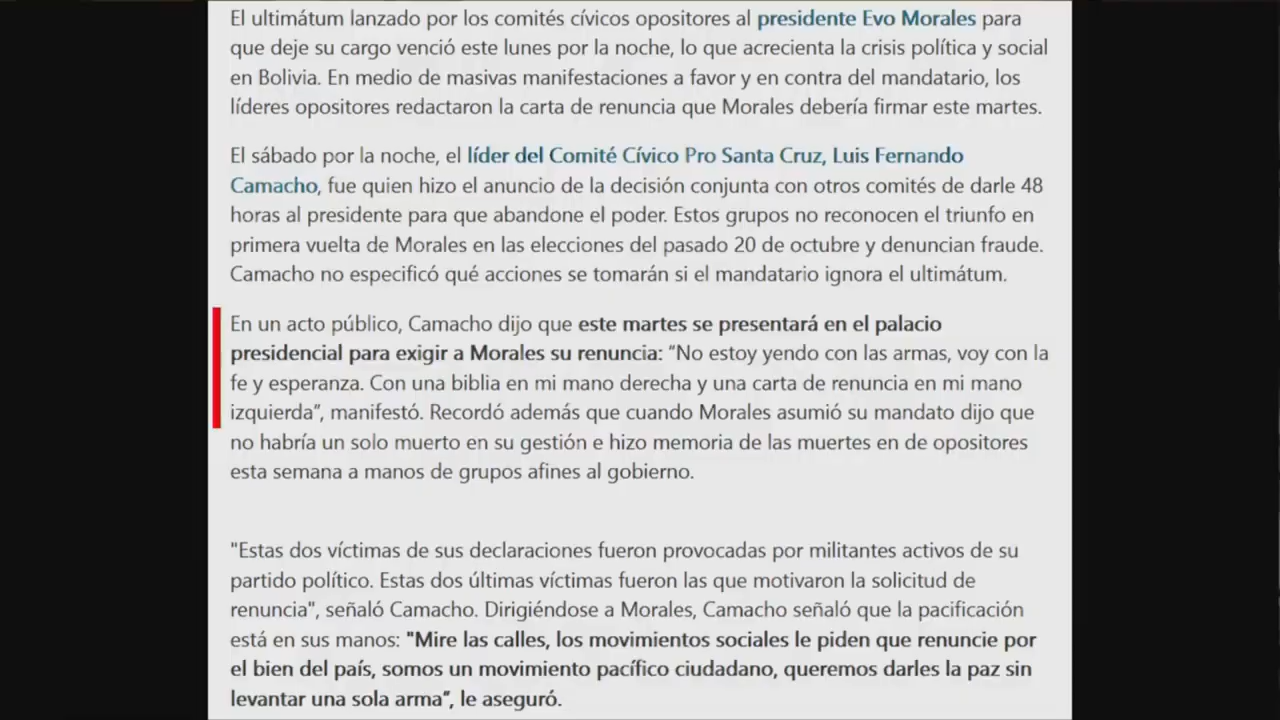 El ultimátum lanzado por los comités cívicos opositores al presidente Evo Morales para
que deje su cargo venció este lunes por la noche, lo que acrecienta la crisis política y social
en Bolivia. En medio de masivas manifestaciones a favor y en contra del mandatario, los
líderes opositores redactaron la carta de renuncia que Morales debería firmar este martes.
El sábado por la noche, el líder del Comité Cívico Pro Santa Cruz, Luis Fernando
Camacho, fue quien hizo el anuncio de la decisión conjunta con otros comités de darle 48
horas al presidente para que abandone el poder. Estos grupos no reconocen el triunfo en
primera vuelta de Morales en las elecciones del pasado 20 de octubre y denuncian fraude.
Camacho no especificó qué acciones se tomarán si el mandatario ignora el ultimátum.
En un acto público, Camacho dijo que este martes se presentará en el palacio
presidencial para exigir a Morales su renuncia: “No estoy yendo con las armas, voy con la
fe y esperanza. Con una biblia en mi mano derecha y una carta de renuncia en mi mano
izquierda”, manifestó. Recordó además que cuando Morales asumió su mandato dijo que
no habría un solo muerto en su gestión e hizo memoria de las muertes en de opositores
esta semana a manos de grupos afines al gobierno.
"Estas dos víctimas de sus declaraciones fueron provocadas por militantes activos de su
partido político. Estas dos últimas víctimas fueron las que motivaron la solicitud de
renuncia", señaló Camacho. Dirigiéndose a Morales, Camacho señaló que la pacificación
está en sus manos: "Mire las calles, los movimientos sociales le piden que renuncie por
el bien del país, somos un movimiento pacífico ciudadano, queremos darles la paz sin
levantar una sola arma”, le aseguró.